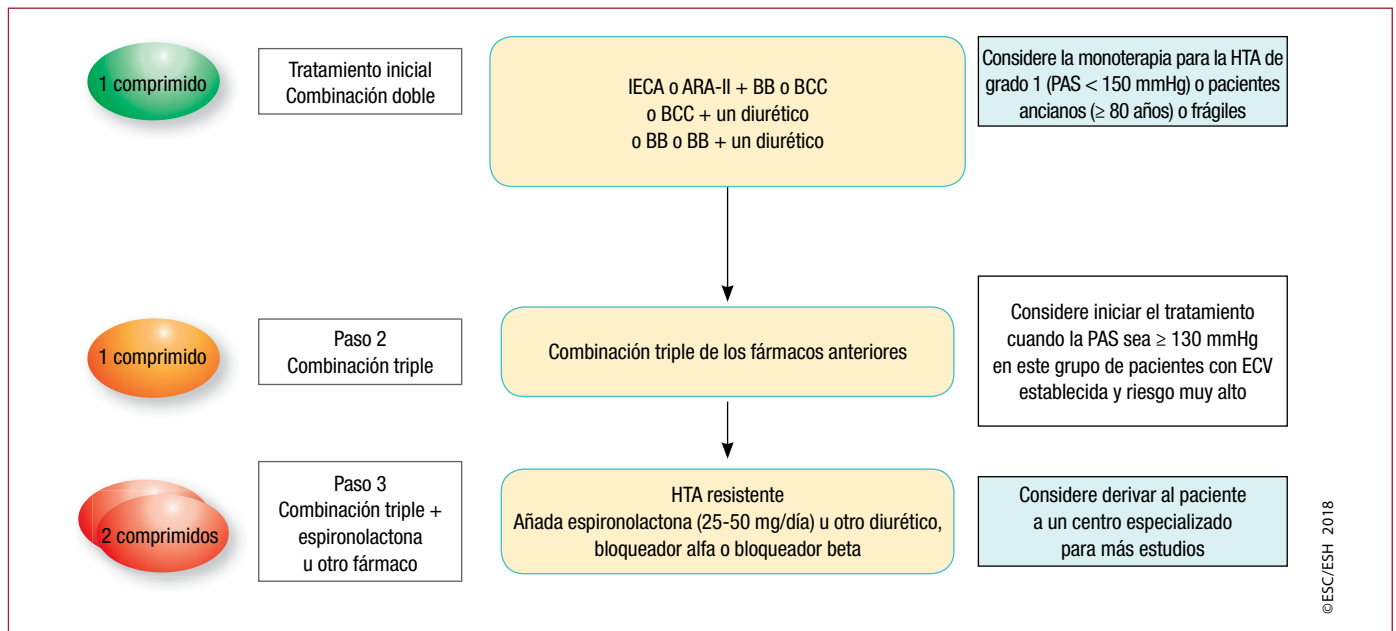 1 comprimido
Tratamiento inicial
Combinación doble
IECA o ARA-II + BB o BCC
o BCC + un diurético
o BB o BB + un diurético
Considere la monoterapia para la HTA de
grado 1 (PAS < 150 mmHg) o pacientes
ancianos (≥ 80 años) o frágiles
1 comprimido
Paso 2
Combinación triple
Combinación triple de los fármacos anteriores
Considere iniciar el tratamiento
cuando la PAS sea ≥ 130 mmHg
en este grupo de pacientes con ECV
establecida y riesgo muy alto
2 comprimidos
Paso 3
Combinación triple +
espironolactona
u otro fármaco
HTA resistente
Añada espironolactona (25-50 mg/día) u otro diurético,
bloqueador alfa o bloqueador beta
Considere derivar al paciente
a un centro especializado
para más estudios
©ESC/ESH 2018